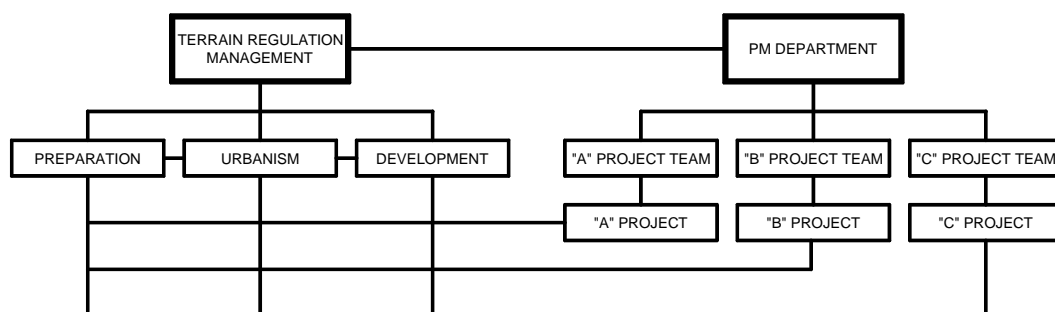 TERRAIN REGULATION
MANAGEMENT
PM DEPARTMENT
PREPARATION
URBANISM
DEVELOPMENT
"A" PROJECT TEAM
"B" PROJECT TEAM
"C" PROJECT TEAM
"A" PROJECT
"B" PROJECT
"C" PROJECT